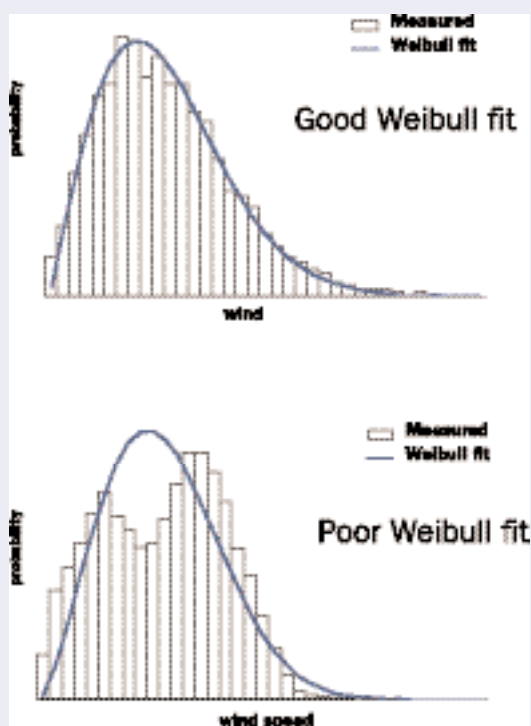 Measured
Weibull fit
probability
Good Weibull fit
wind
Measured
Weibull fit
probability
Poor Weibull fit
wind speed